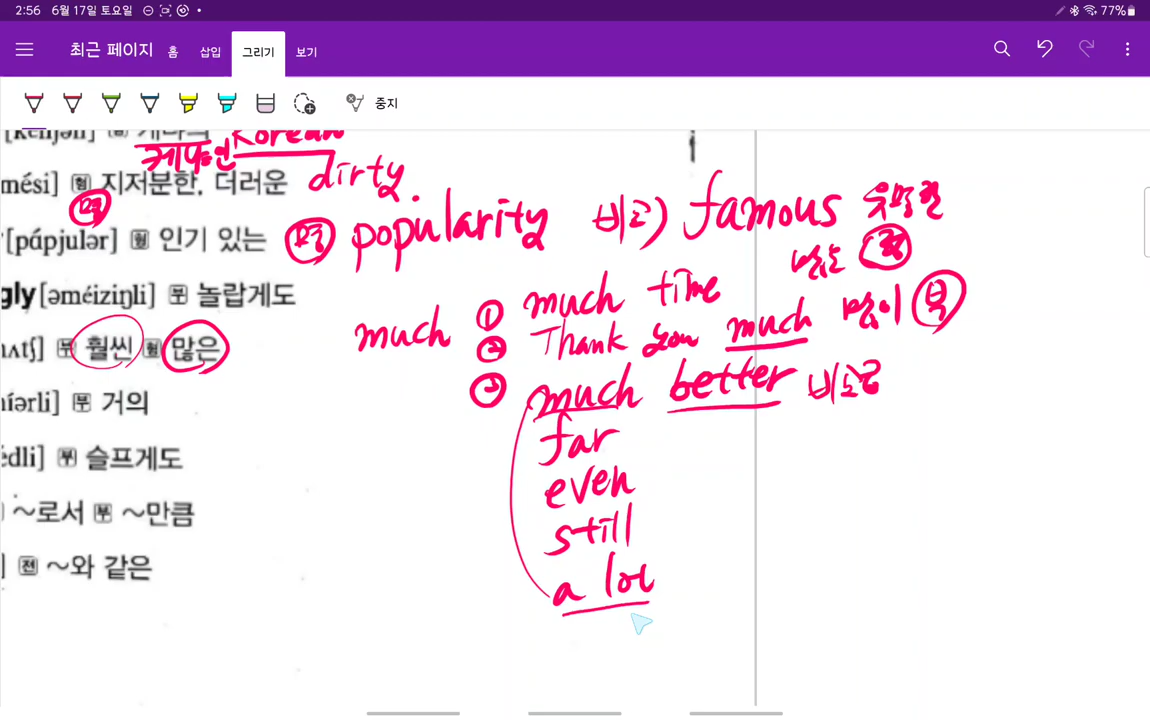 2:56 6월 17일 토요일 77%
최근 페이지 홈 삽입 그리기 보기
중지
Korean
mési] 형 지저분한, 더러운 dirty
[pápjulər] 형 인기 있는 명 popularity 비교) famous 유명한
gly[əméiziŋli] 부 놀랍게도
much ① much time 많은 형
ʌtʃ] 부 훨씬 형 많은
② Thank you much 많이 부
③ much better 비교급
íərli] 부 거의
far
édli] 부 슬프게도
even
~로서 부 ~만큼
still
] 전 ~와 같은
a lot